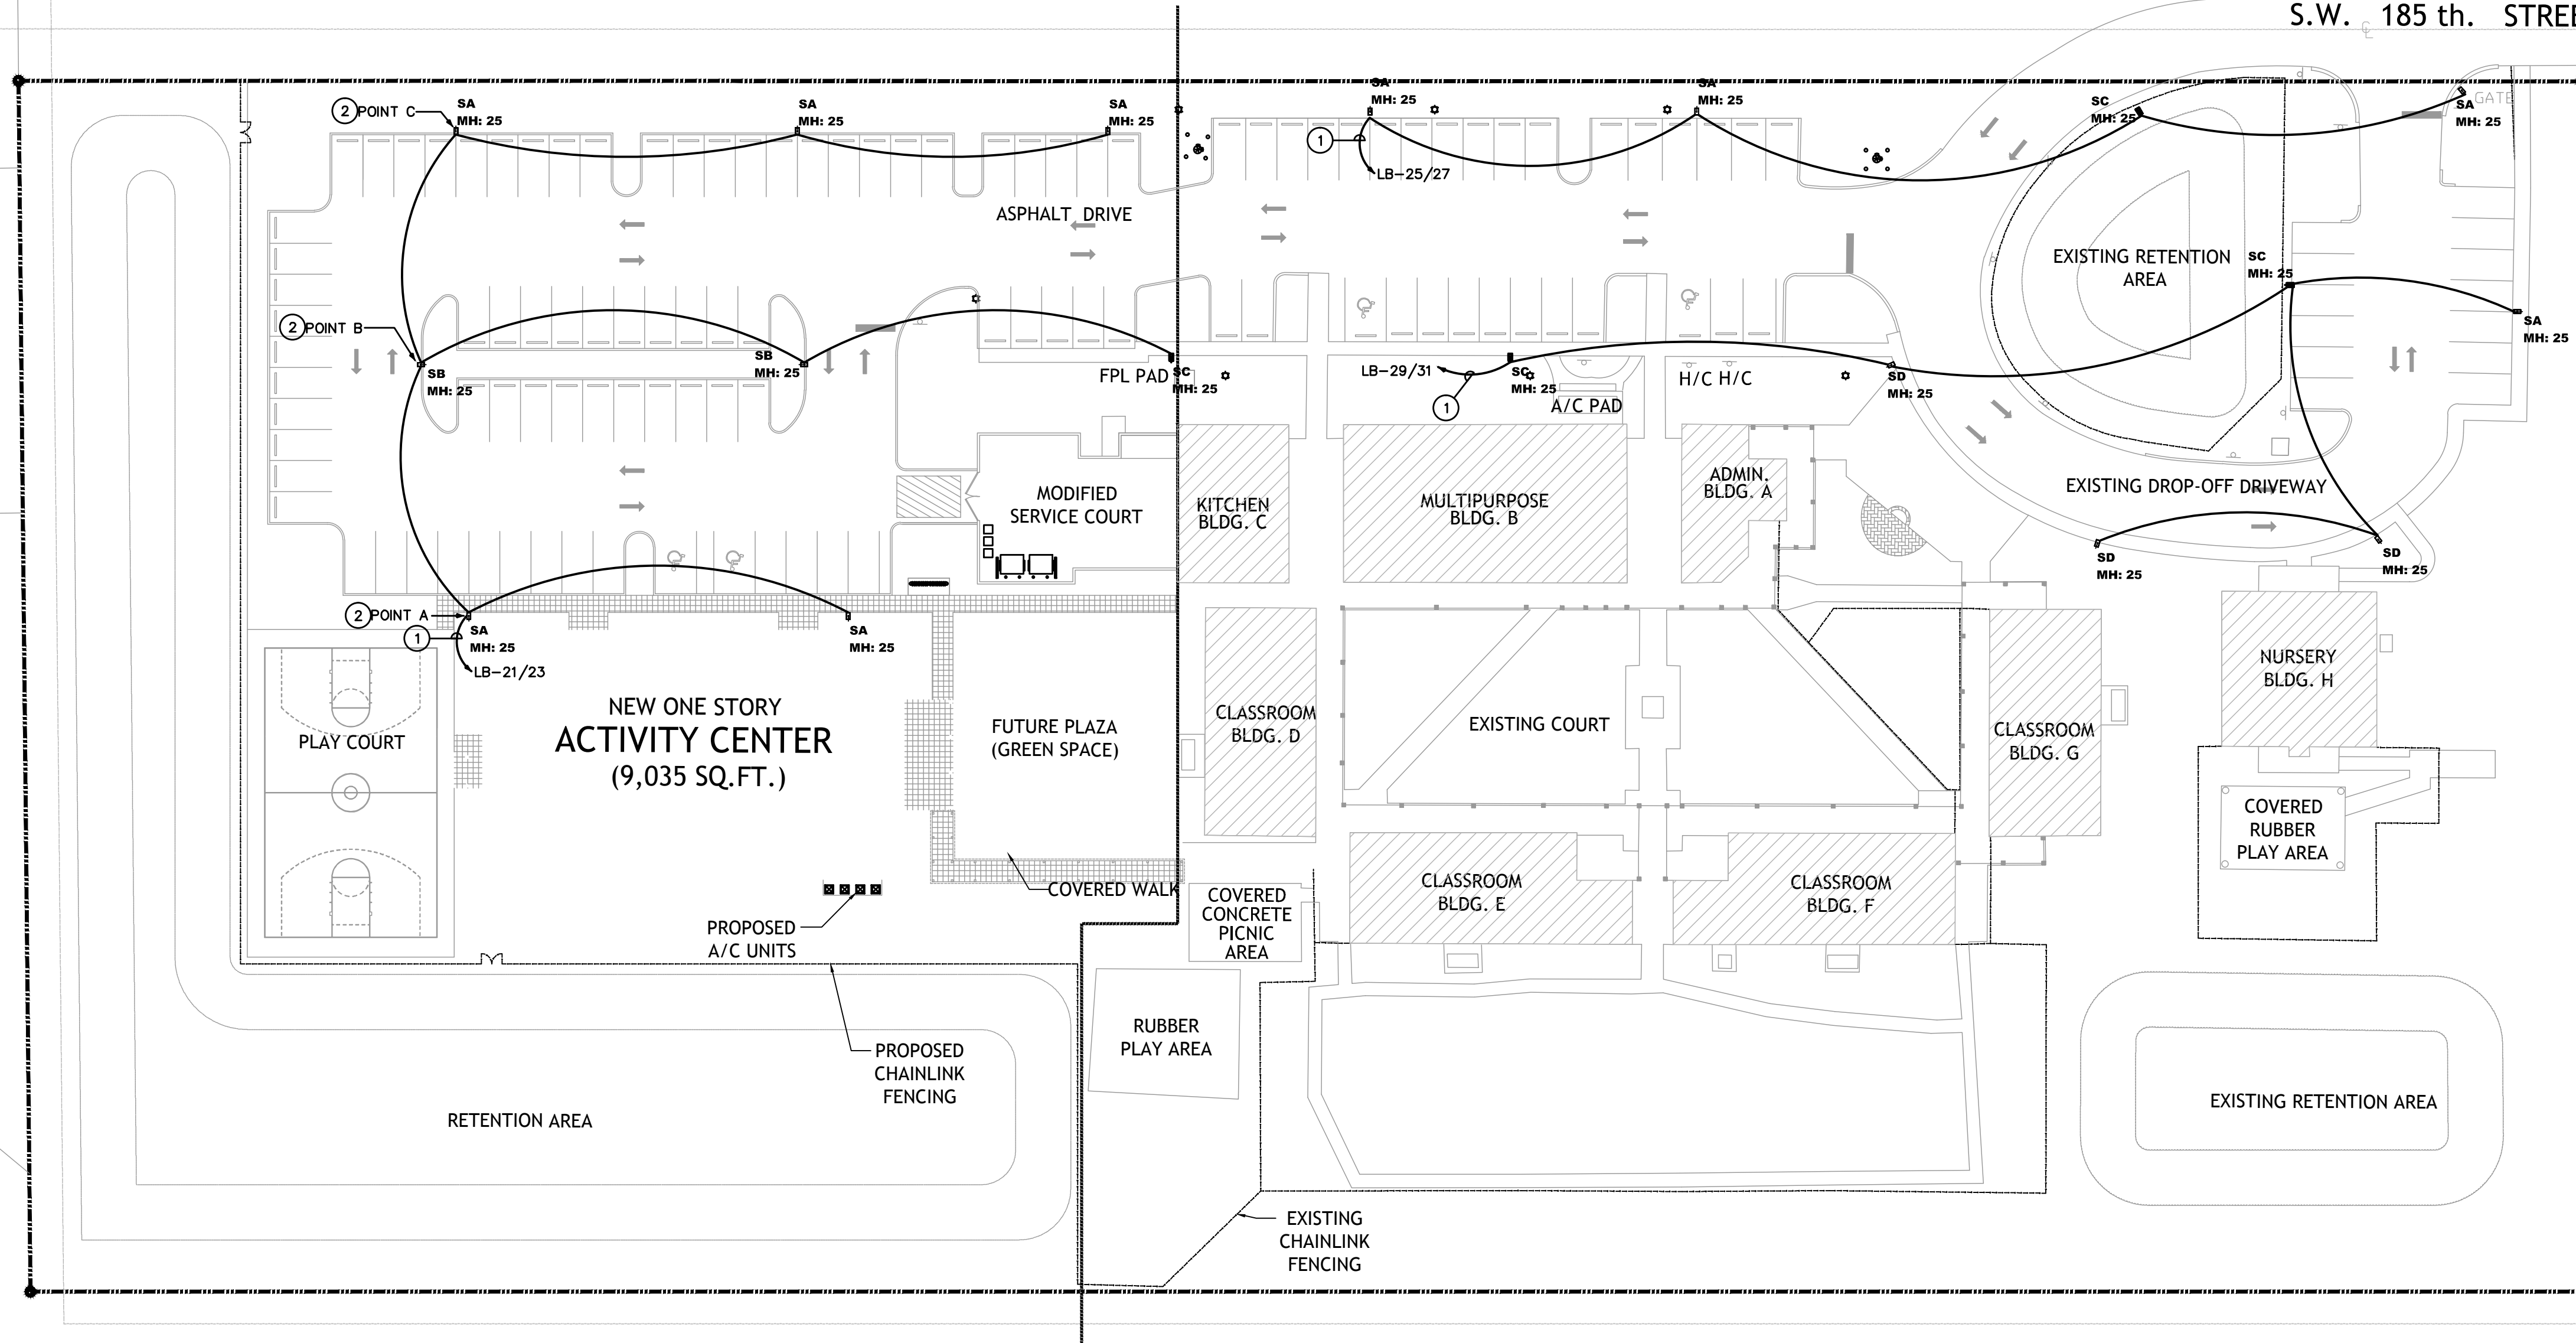 S.W. 185 th. STREE
℄
2 POINT C
SA
MH: 25
SA
MH: 25
SA
MH: 25
SA
MH: 25
SA
MH: 25
SC
MH: 25
SA
MH: 25
GATE
1
LB-25/27
ASPHALT DRIVE
EXISTING RETENTION
AREA
SC
MH: 25
SA
MH: 25
2 POINT B
SB
MH: 25
SB
MH: 25
FPL PAD
SC
MH: 25
LB-29/31
1
SC
MH: 25
A/C PAD
H/C H/C
SD
MH: 25
MODIFIED
SERVICE COURT
KITCHEN
BLDG. C
MULTIPURPOSE
BLDG. B
ADMIN.
BLDG. A
EXISTING DROP-OFF DRIVEWAY
SD
MH: 25
SD
MH: 25
2 POINT A
1
SA
MH: 25
LB-21/23
SA
MH: 25
PLAY COURT
NEW ONE STORY
ACTIVITY CENTER
(9,035 SQ.FT.)
FUTURE PLAZA
(GREEN SPACE)
CLASSROOM
BLDG. D
EXISTING COURT
CLASSROOM
BLDG. G
NURSERY
BLDG. H
COVERED
RUBBER
PLAY AREA
COVERED WALK
PROPOSED
A/C UNITS
COVERED
CONCRETE
PICNIC
AREA
CLASSROOM
BLDG. E
CLASSROOM
BLDG. F
RUBBER
PLAY AREA
PROPOSED
CHAINLINK
FENCING
RETENTION AREA
EXISTING RETENTION AREA
EXISTING
CHAINLINK
FENCING